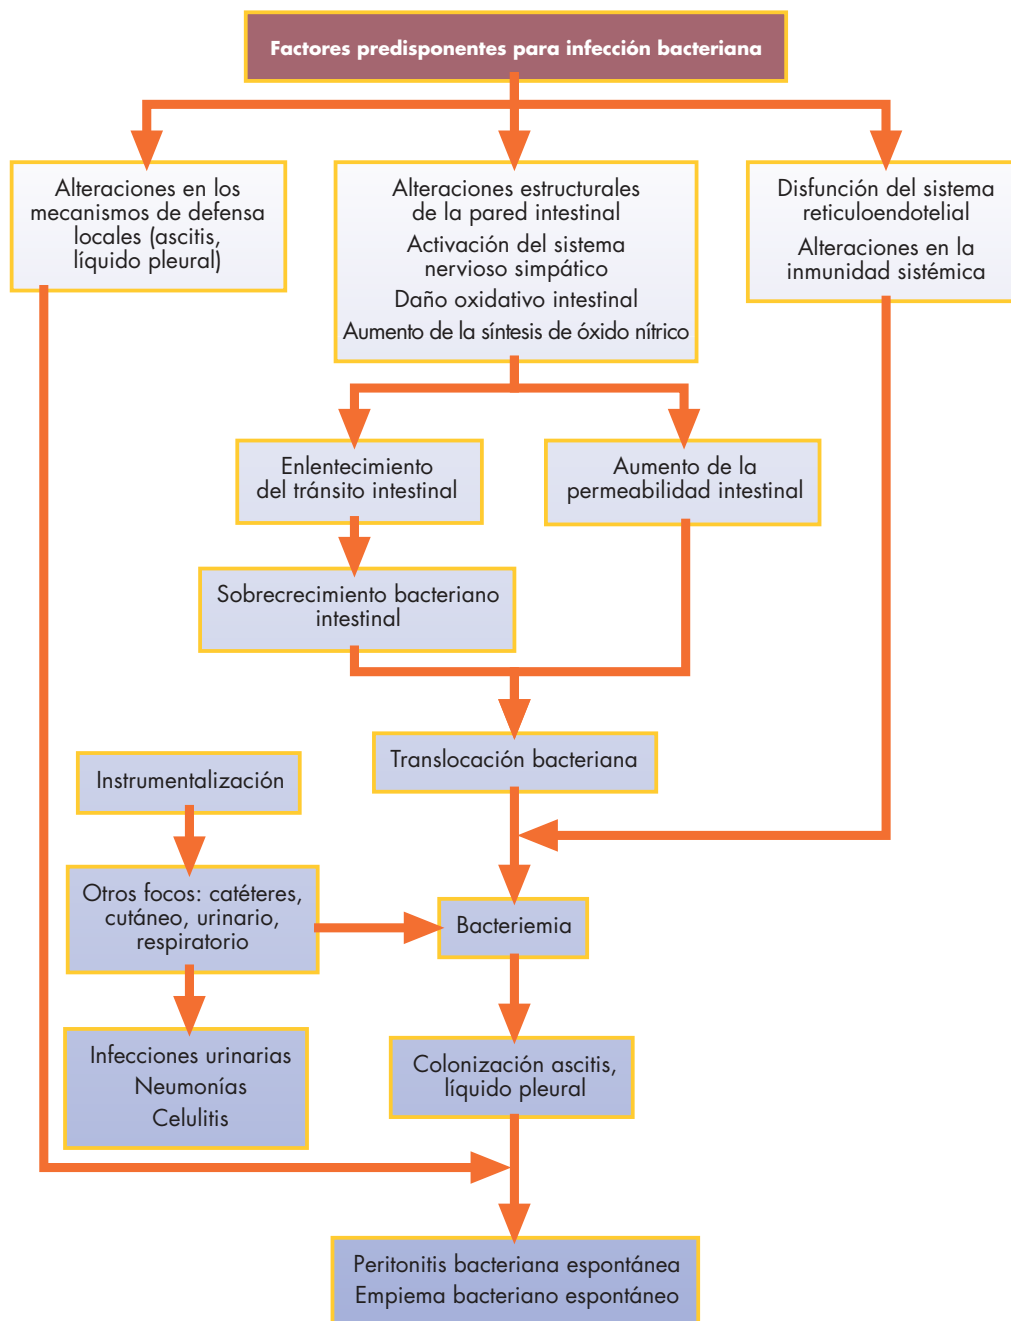 Factores predisponentes para infección bacteriana
Alteraciones en los
mecanismos de defensa
locales (ascitis,
líquido pleural)
Alteraciones estructurales
de la pared intestinal
Activación del sistema
nervioso simpático
Daño oxidativo intestinal
Aumento de la síntesis de óxido nítrico
Disfunción del sistema
reticuloendotelial
Alteraciones en la
inmunidad sistémica
Enlentecimiento
del tránsito intestinal
Aumento de la
permeabilidad intestinal
Sobrecrecimiento bacteriano
intestinal
Translocación bacteriana
Instrumentalización
Otros focos: catéteres,
cutáneo, urinario,
respiratorio
Bacteriemia
Infecciones urinarias
Neumonías
Celulitis
Colonización ascitis,
líquido pleural
Peritonitis bacteriana espontánea
Empiema bacteriano espontáneo